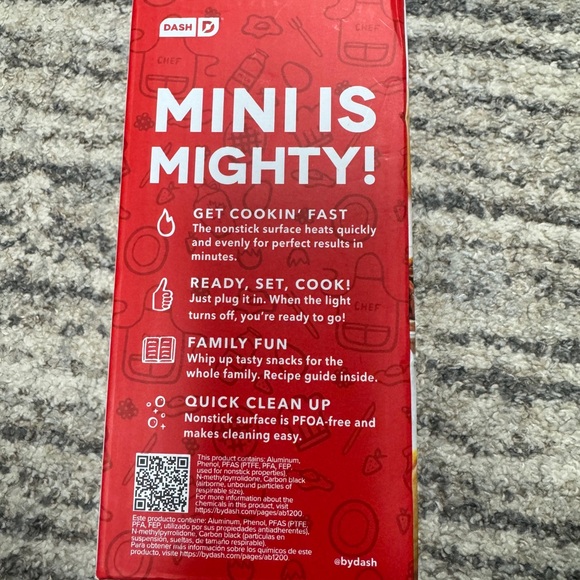 DASH
CHEF
CHEF
MINI IS
MIGHTY!
GET COOKIN' FAST
The nonstick surface heats quickly
and evenly for perfect results in
minutes.
READY, SET, COOK!
Just plug it in. When the light
turns off, you're ready to go!
CHEF
FAMILY FUN
Whip up tasty snacks for the
whole family. Recipe guide inside.
QUICK CLEAN UP
Nonstick surface is PFOA-free and
makes cleaning easy.
This product contains: Aluminum,
Phenol, PFAS (PTFE, PFA, FEP,
used for nonstick properties),
N-methylpyrrolidone, Carbon black
(airborne, unbound particles of
respirable size).
For more information about the
chemicals in this product, visit
https://bydash.com/pages/ab1200.
Este producto contiene: Aluminum, Phenol, PFAS (PTFE,
PFA, FEP, utilizado por sus propiedades antiadherentes),
N-methylpyrrolidone, Carbon black (partículas en
suspensión, sueltas, de tamaño respirable).
Para obtener más información sobre los químicos de este
producto, visite https://bydash.com/pages/ab1200.
@bydash